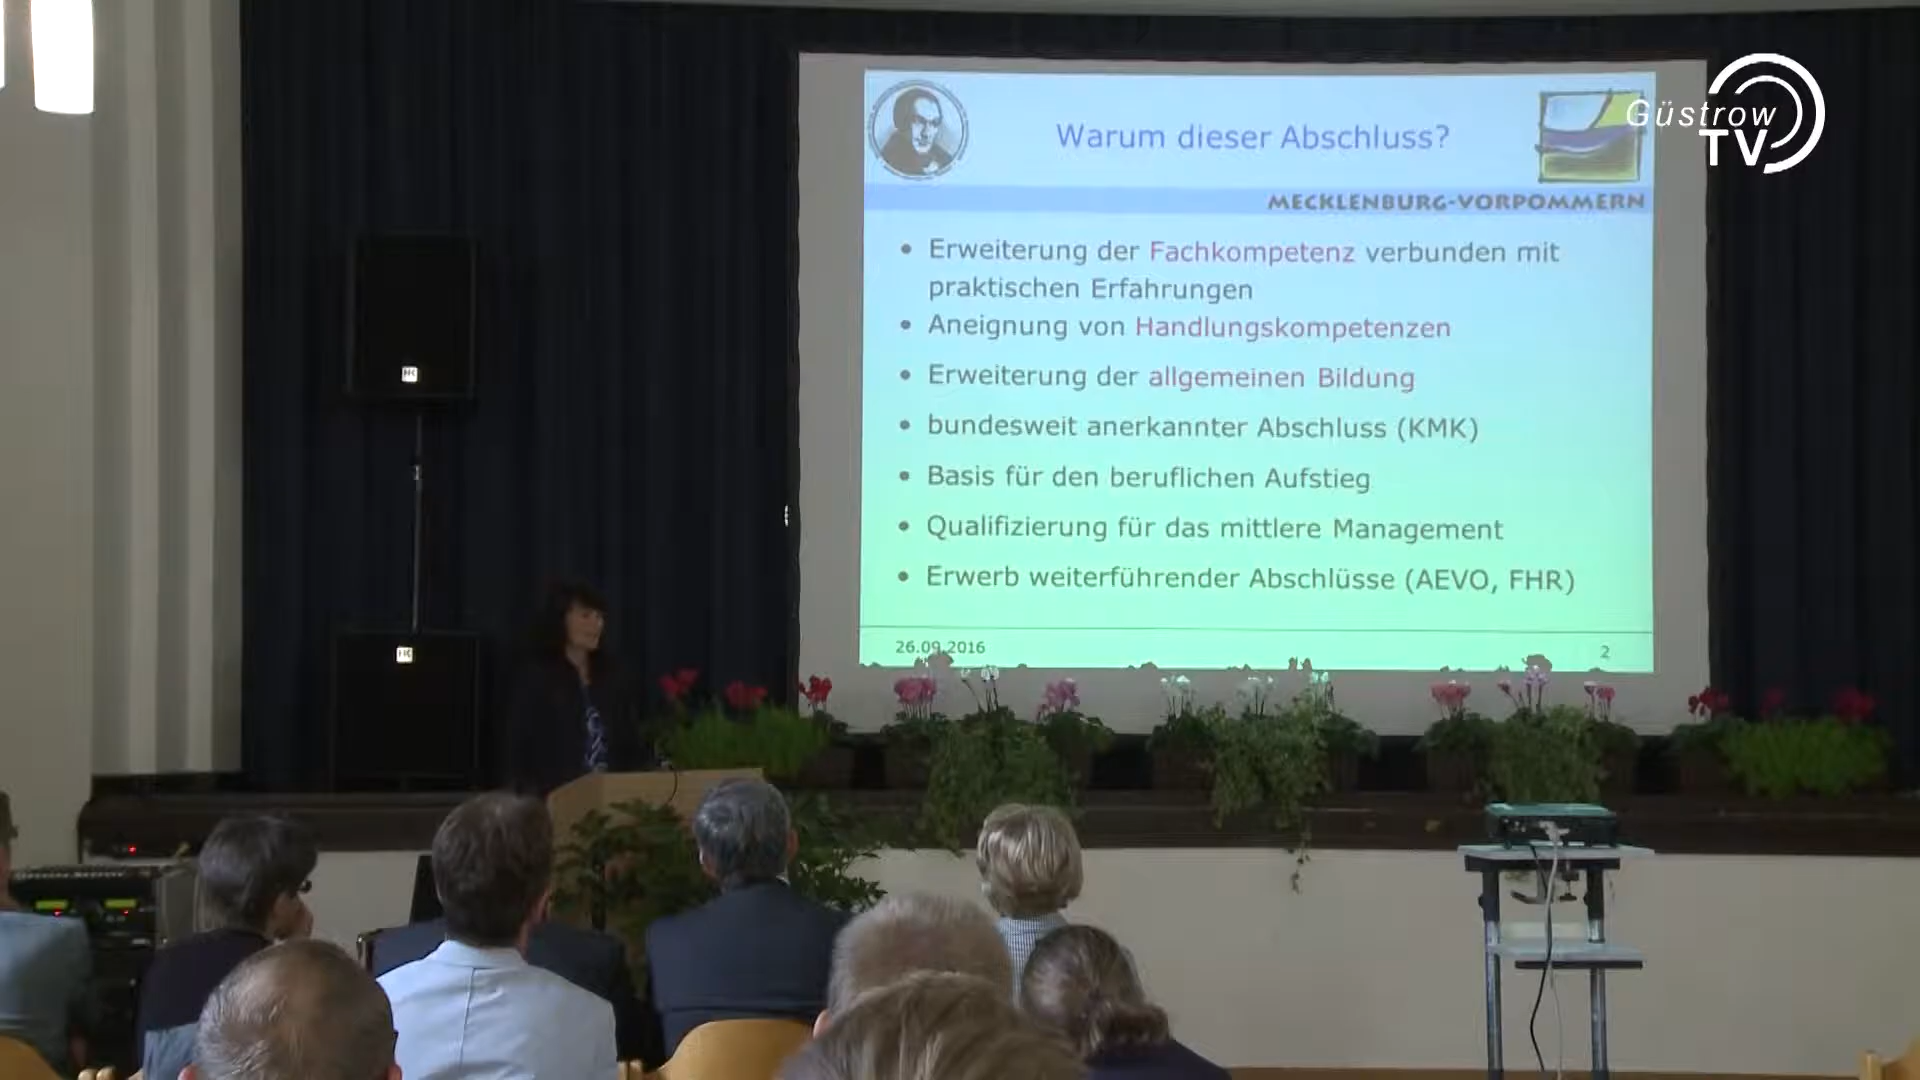 Güstrow
TV
Warum dieser Abschluss?
MECKLENBURG-VORPOMMERN
• Erweiterung der Fachkompetenz verbunden mit
praktischen Erfahrungen
• Aneignung von Handlungskompetenzen
• Erweiterung der allgemeinen Bildung
• bundesweit anerkannter Abschluss (KMK)
• Basis für den beruflichen Aufstieg
• Qualifizierung für das mittlere Management
• Erwerb weiterführender Abschlüsse (AEVO, FHR)
26.09.2016
2
HK
HK